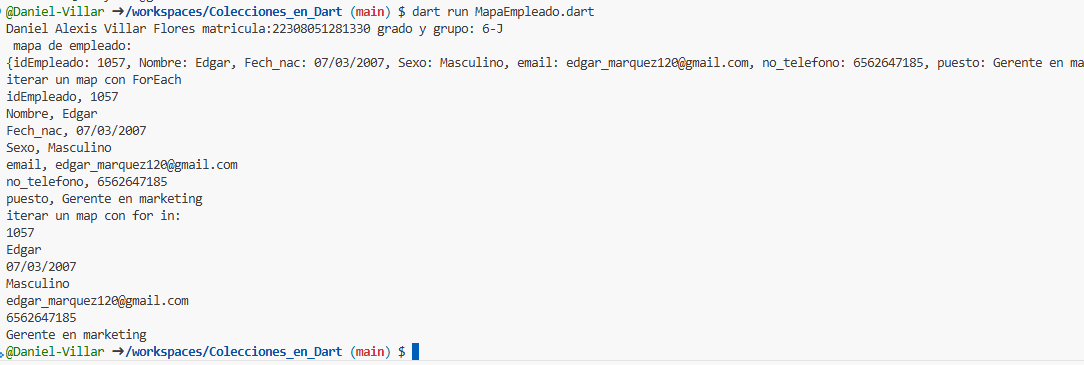 @Daniel-Villar ➜/workspaces/Colecciones_en_Dart (main) $ dart run MapaEmpleado.dart
Daniel Alexis Villar Flores matricula:22308051281330 grado y grupo: 6-J
mapa de empleado:
{idEmpleado: 1057, Nombre: Edgar, Fech_nac: 07/03/2007, Sexo: Masculino, email: edgar_marquez120@gmail.com, no_telefono: 6562647185, puesto: Gerente en ma
iterar un map con ForEach
idEmpleado, 1057
Nombre, Edgar
Fech_nac, 07/03/2007
Sexo, Masculino
email, edgar_marquez120@gmail.com
no_telefono, 6562647185
puesto, Gerente en marketing
iterar un map con for in:
1057
Edgar
07/03/2007
Masculino
edgar_marquez120@gmail.com
6562647185
Gerente en marketing
@Daniel-Villar ➜/workspaces/Colecciones_en_Dart (main) $